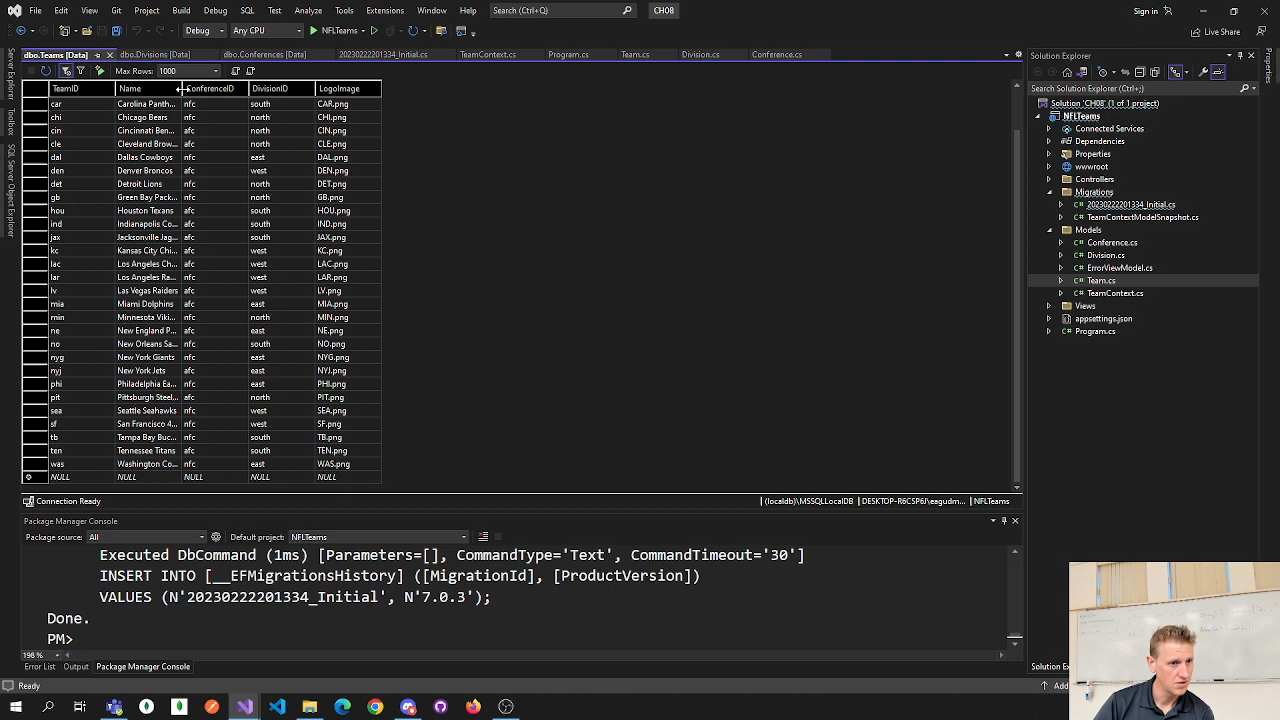 File Edit View Git Project Build Debug SQL Test Analyze Tools Extensions Window Help Search (Ctrl+Q) CH08 Sign in
Debug Any CPU NFLTeams Live Share
dbo.Teams [Data] dbo.Divisions [Data] dbo.Conferences [Data] 20230222201334_Initial.cs TeamContext.cs Program.cs Team.cs Division.cs Conference.cs
Max Rows: 1000
TeamID Name ConferenceID DivisionID LogoImage
car Carolina Panth... nfc south CAR.png
chi Chicago Bears nfc north CHI.png
cin Cincinnati Ben... afc north CIN.png
cle Cleveland Brow... afc north CLE.png
dal Dallas Cowboys nfc east DAL.png
den Denver Broncos afc west DEN.png
det Detroit Lions nfc north DET.png
gb Green Bay Pack... nfc north GB.png
hou Houston Texans afc south HOU.png
ind Indianapolis Co... afc south IND.png
jax Jacksonville Jag... afc south JAX.png
kc Kansas City Chi... afc west KC.png
lac Los Angeles Ch... afc west LAC.png
lar Los Angeles Ra... nfc west LAR.png
lv Las Vegas Raiders afc west LV.png
mia Miami Dolphins afc east MIA.png
min Minnesota Viki... nfc north MIN.png
ne New England P... afc east NE.png
no New Orleans Sa... nfc south NO.png
nyg New York Giants nfc east NYG.png
nyj New York Jets afc east NYJ.png
phi Philadelphia Ea... nfc east PHI.png
pit Pittsburgh Steel... afc north PIT.png
sea Seattle Seahawks nfc west SEA.png
sf San Francisco 4... nfc west SF.png
tb Tampa Bay Buc... nfc south TB.png
ten Tennessee Titans afc south TEN.png
was Washington Co... nfc east WAS.png
NULL NULL NULL NULL NULL
Connection Ready (localdb)\MSSQLLocalDB DESKTOP-R6CSP6J\eagudm... NFLTeams
Package Manager Console
Package source: All Default project: NFLTeams
Executed DbCommand (1ms) [Parameters=[], CommandType='Text', CommandTimeout='30']
INSERT INTO [__EFMigrationsHistory] ([MigrationId], [ProductVersion])
VALUES (N'20230222201334_Initial', N'7.0.3');
Done.
PM>
198 %
Error List Output Package Manager Console
Ready
Server Explorer
Toolbox
SQL Server Object Explorer
Solution Explorer
Search Solution Explorer (Ctrl+;)
Solution 'CH08' (1 of 1 project)
NFLTeams
Connected Services
Dependencies
Properties
wwwroot
Controllers
Migrations
20230222201334_Initial.cs
TeamContextModelSnapshot.cs
Models
Conference.cs
Division.cs
ErrorViewModel.cs
Team.cs
TeamContext.cs
Views
appsettings.json
Program.cs
Properties
Solution Ex
Add